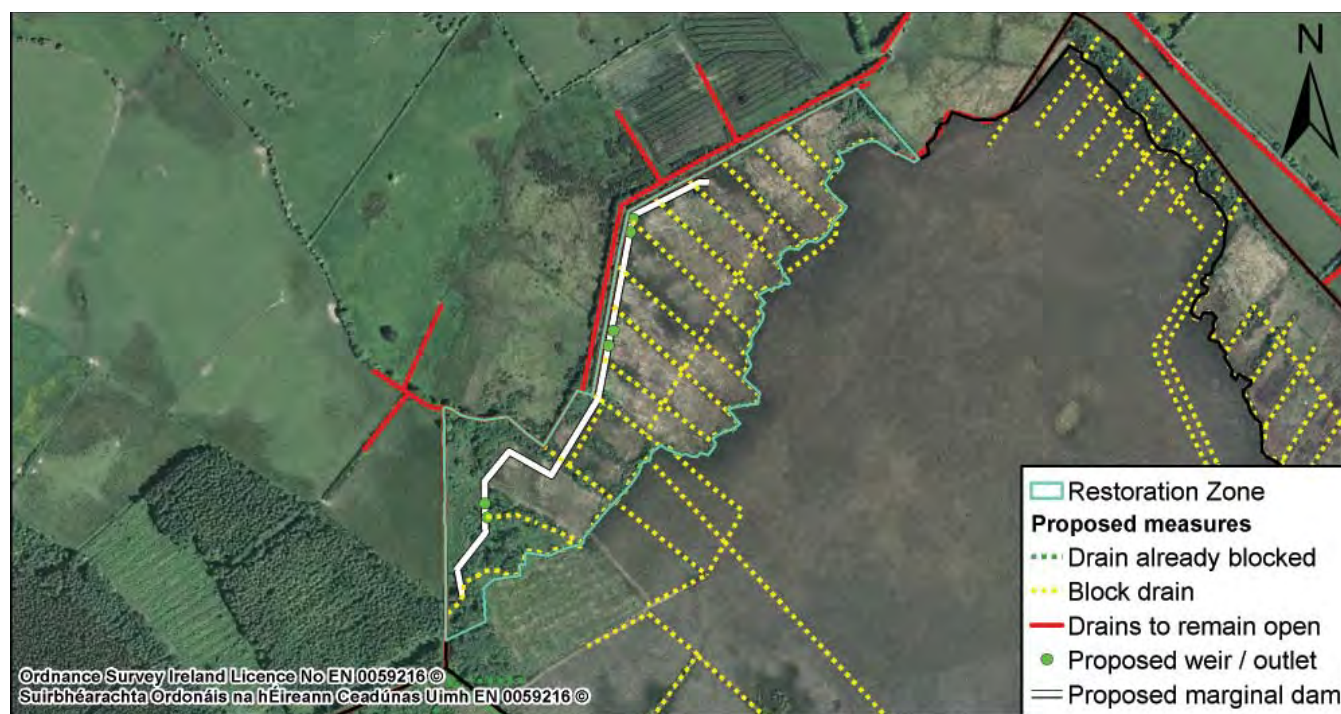 N
Restoration Zone
Proposed measures
Drain already blocked
Block drain
Drains to remain open
Proposed weir / outlet
Proposed marginal dam
Ordnance Survey Ireland Licence No EN 0059216 ©
Suirbhéarachta Ordonáis na hÉireann Ceadúnas Uimh EN 0059216 ©